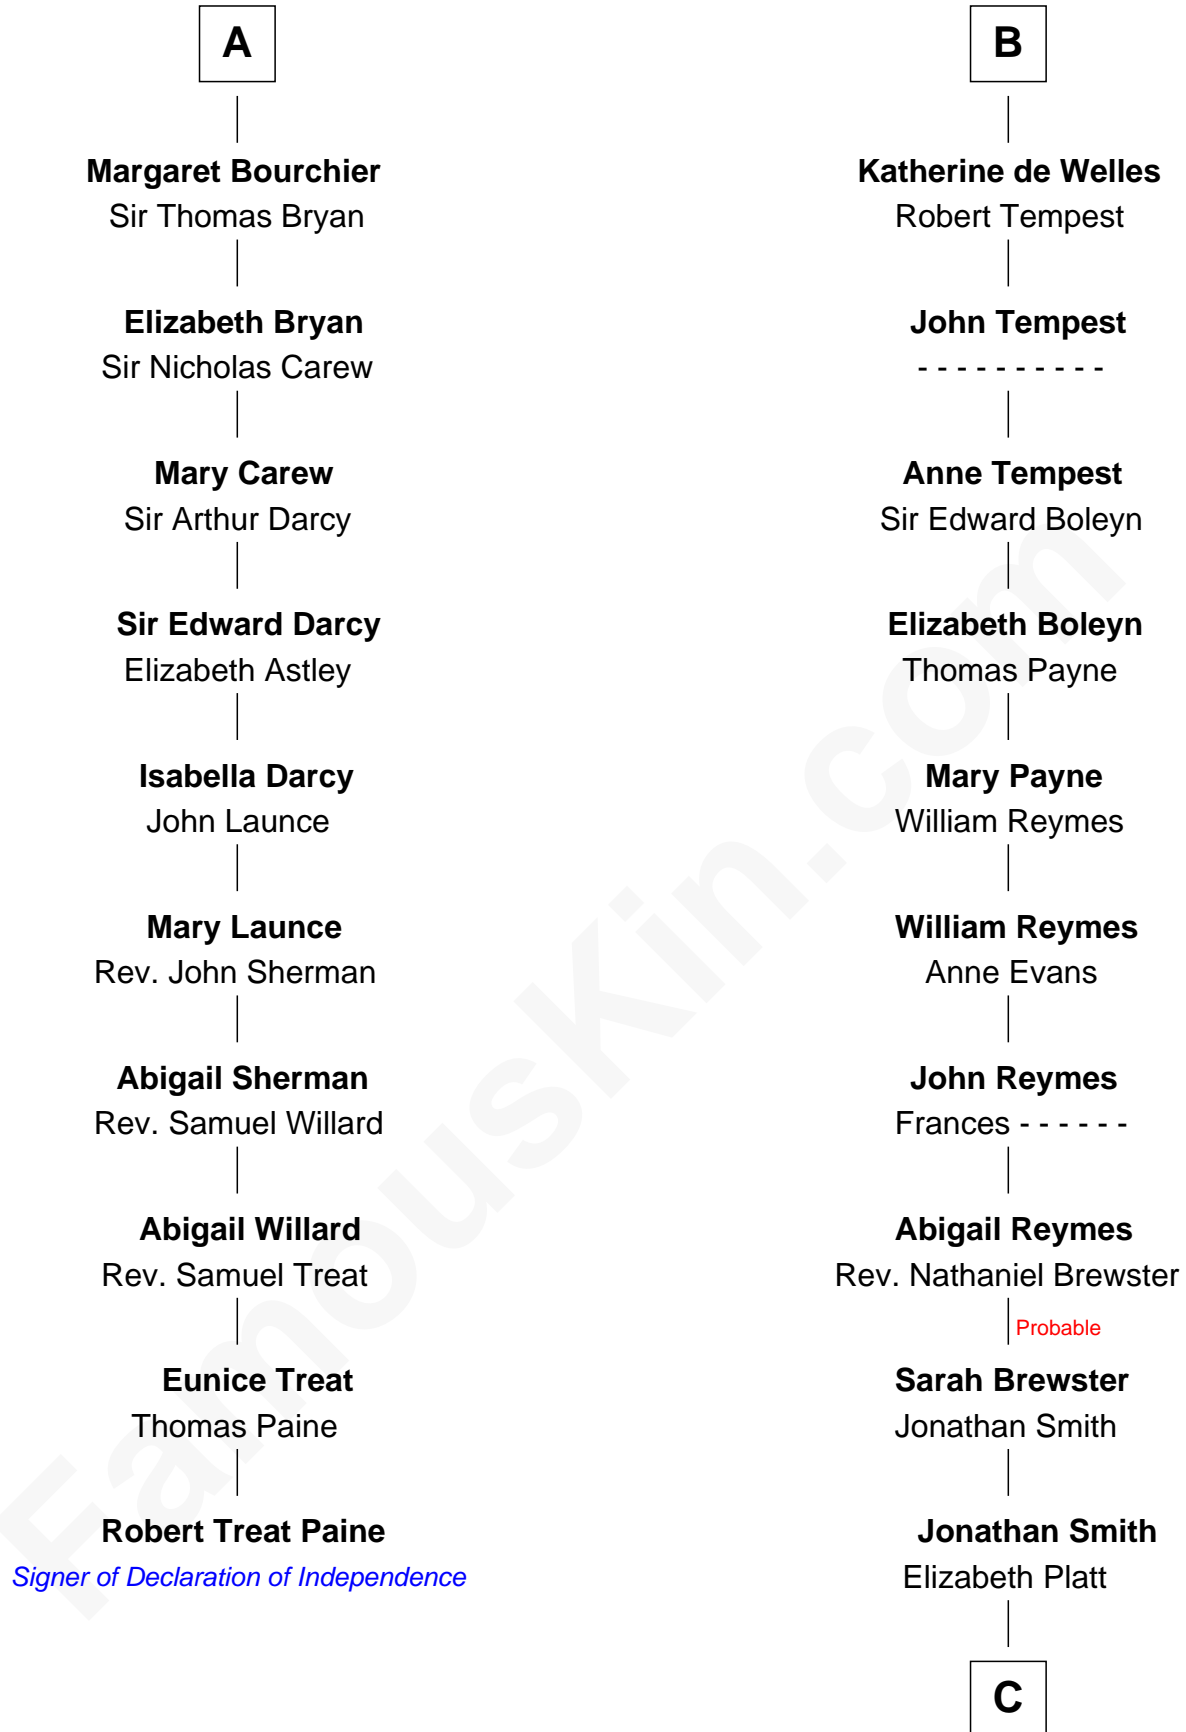 A
Margaret Bourchier
Sir Thomas Bryan
Elizabeth Bryan
Sir Nicholas Carew
Mary Carew
Sir Arthur Darcy
Sir Edward Darcy
Elizabeth Astley
Isabella Darcy
John Launce
Mary Launce
Rev. John Sherman
Abigail Sherman
Rev. Samuel Willard
Abigail Willard
Rev. Samuel Treat
Eunice Treat
Thomas Paine
Robert Treat Paine
Signer of Declaration of Independence
B
Katherine de Welles
Robert Tempest
John Tempest
- - - - - - - - - -
Anne Tempest
Sir Edward Boleyn
Elizabeth Boleyn
Thomas Payne
Mary Payne
William Reymes
William Reymes
Anne Evans
John Reymes
Frances - - - - - -
Abigail Reymes
Rev. Nathaniel Brewster
Probable
Sarah Brewster
Jonathan Smith
Jonathan Smith
Elizabeth Platt
C
FamousKin.com